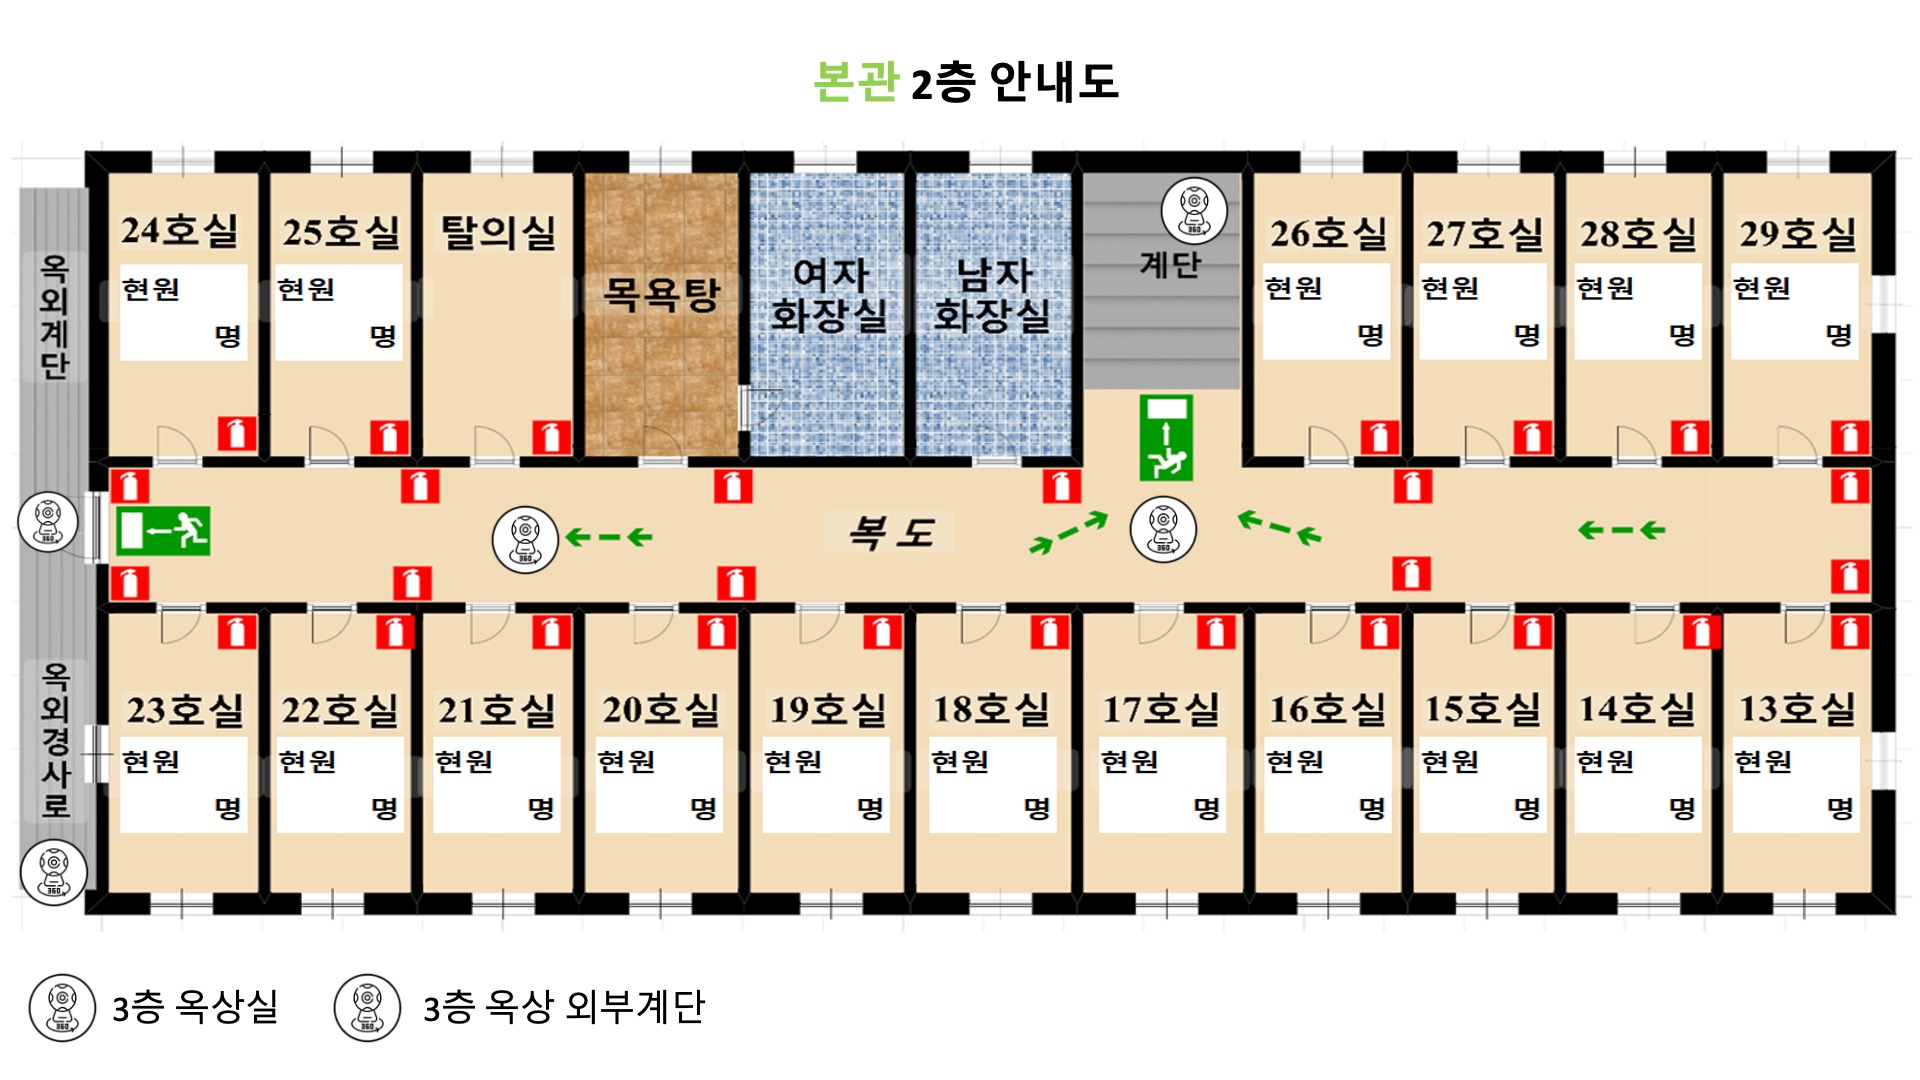 본관 2층 안내도
24호실
현원
명
25호실
현원
명
탈의실
목욕탕
여자
화장실
남자
화장실
360
계단
26호실
현원
명
27호실
현원
명
28호실
현원
명
29호실
현원
명
옥외계단
360
360
복도
360
옥외경사로
360
23호실
현원
명
22호실
현원
명
21호실
현원
명
20호실
현원
명
19호실
현원
명
18호실
현원
명
17호실
현원
명
16호실
현원
명
15호실
현원
명
14호실
현원
명
13호실
현원
명
360
3층 옥상실
360
3층 옥상 외부계단